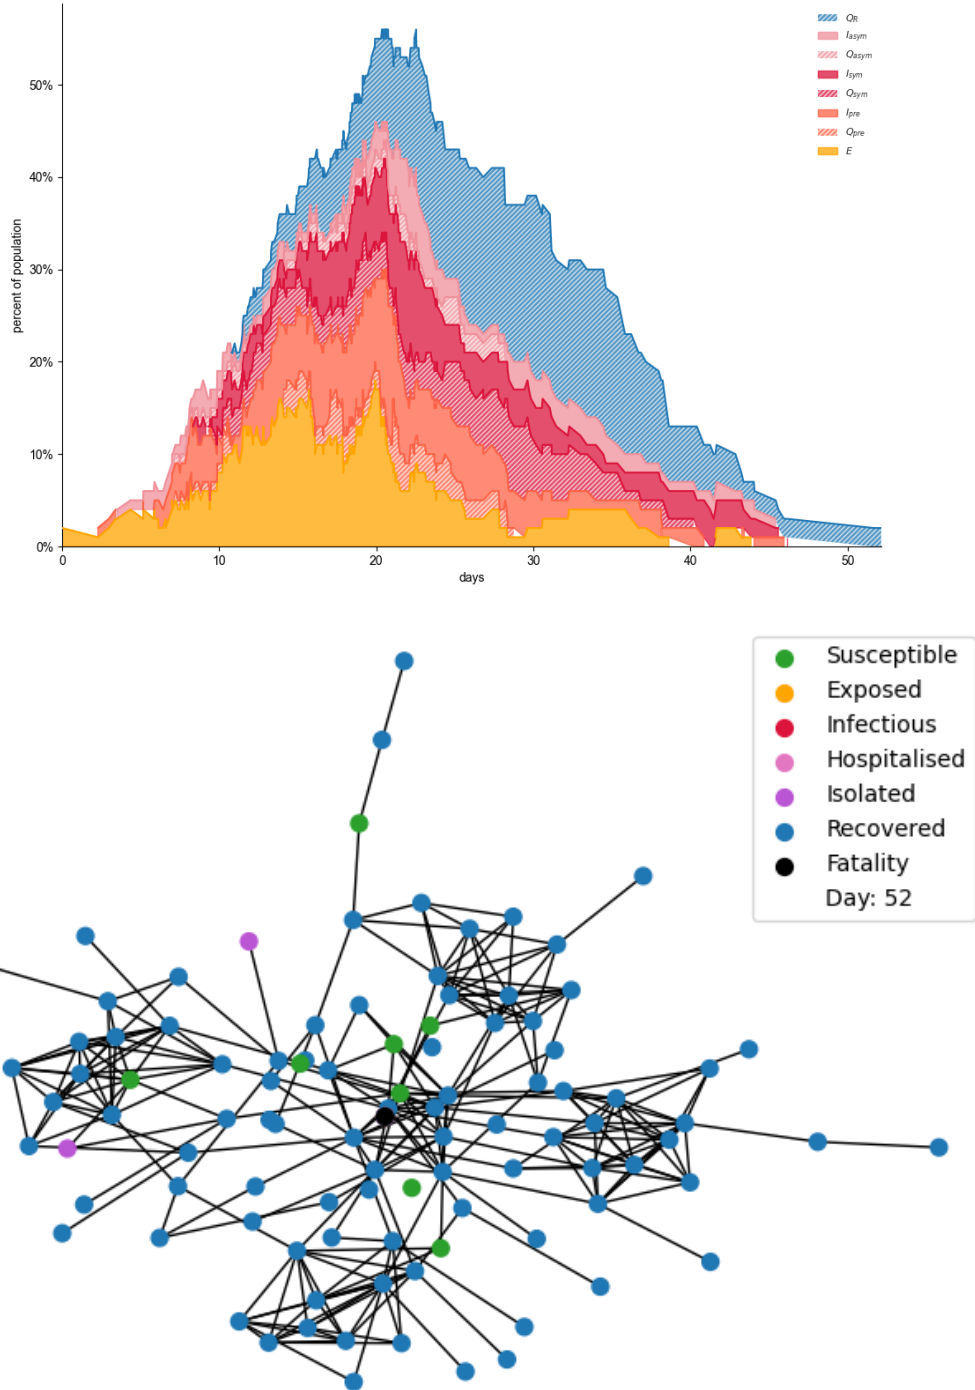 Q_R
I_asym
Q_asym
I_sym
Q_sym
I_pre
Q_pre
E
percent of population
50%
40%
30%
20%
10%
0%
0 10 20 30 40 50
days
Susceptible
Exposed
Infectious
Hospitalised
Isolated
Recovered
Fatality
Day: 52